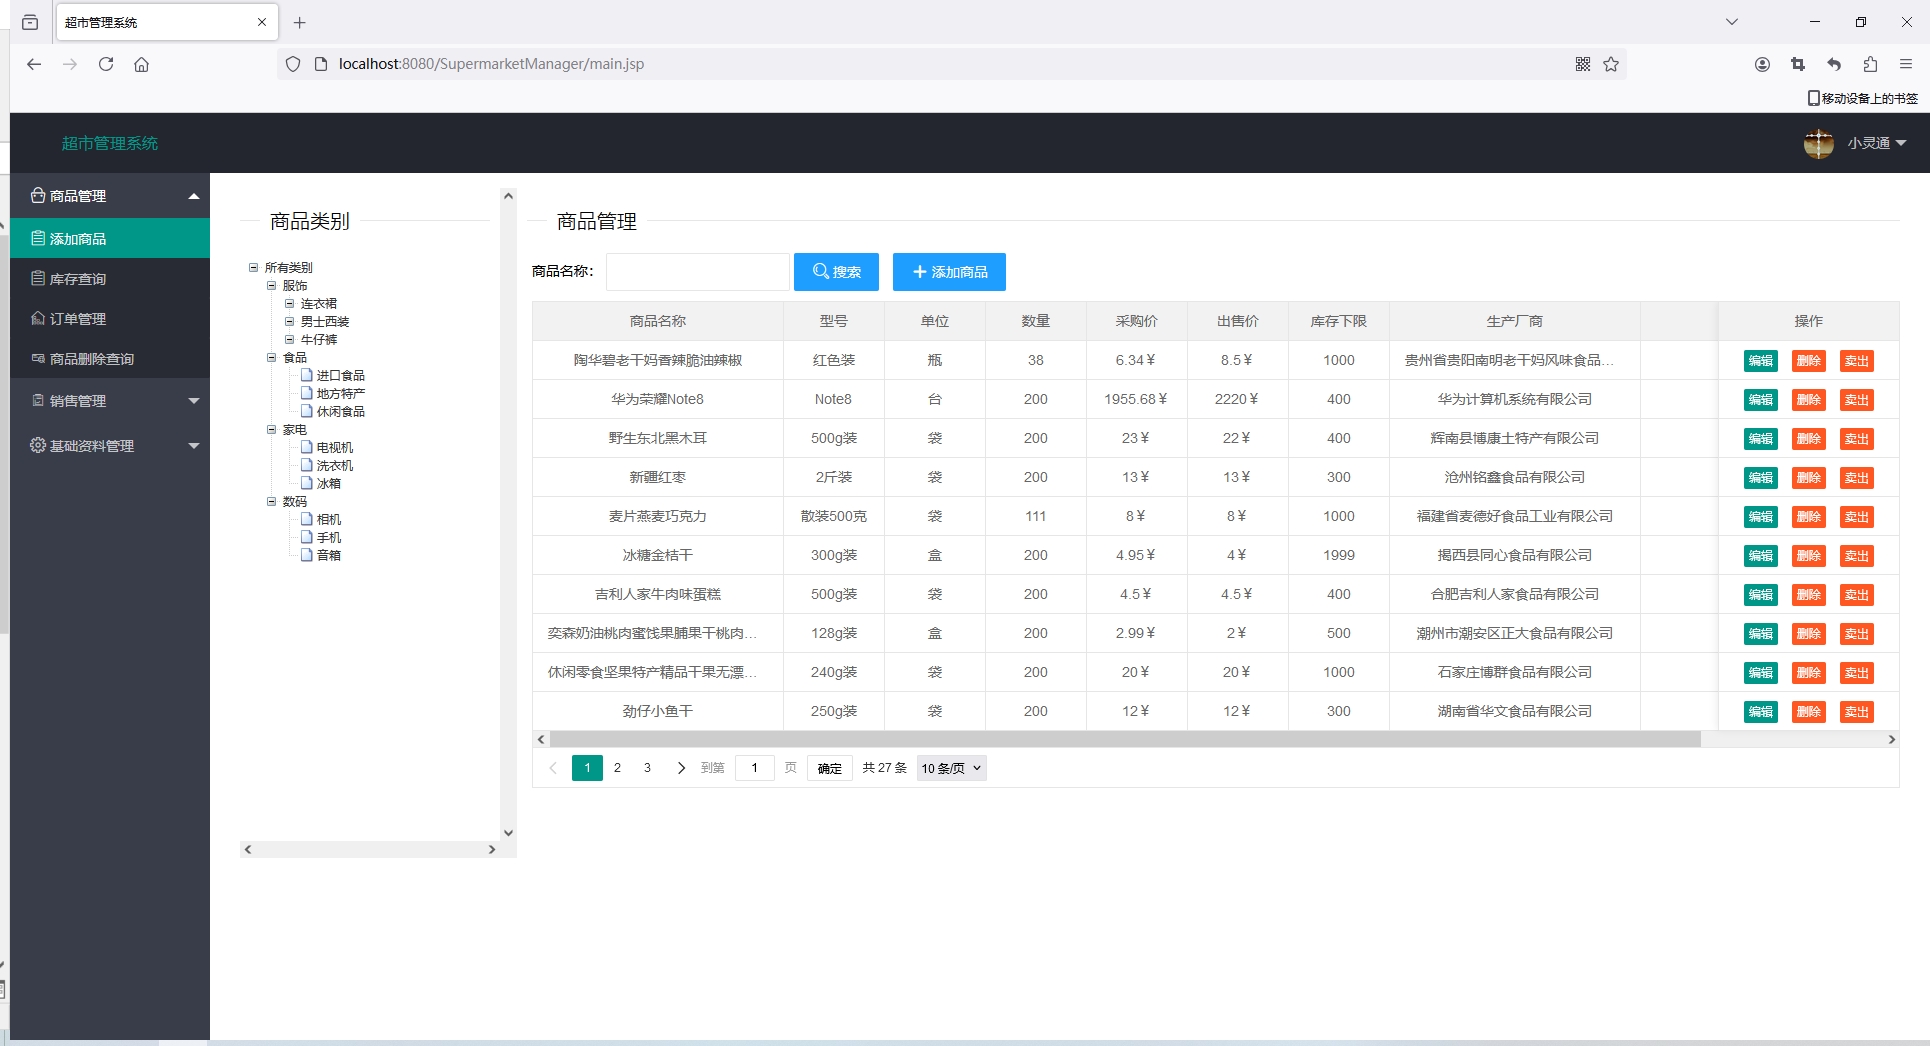 超市管理系统
localhost:8080/SupermarketManager/main.jsp
移动设备上的书签
超市管理系统
小灵通
商品管理
添加商品
库存查询
订单管理
商品删除查询
销售管理
基础资料管理
商品类别
所有类别
服饰
连衣裙
男士西装
牛仔裤
食品
进口食品
地方特产
休闲食品
家电
电视机
洗衣机
冰箱
数码
相机
手机
音箱
商品管理
商品名称： 搜索 添加商品
商品名称 型号 单位 数量 采购价 出售价 库存下限 生产厂商 操作
陶华碧老干妈香辣脆油辣椒 红色装 瓶 38 6.34￥ 8.5￥ 1000 贵州省贵阳南明老干妈风味食品… 编辑 删除 卖出
华为荣耀Note8 Note8 台 200 1955.68￥ 2220￥ 400 华为计算机系统有限公司 编辑 删除 卖出
野生东北黑木耳 500g装 袋 200 23￥ 22￥ 400 辉南县博康土特产有限公司 编辑 删除 卖出
新疆红枣 2斤装 袋 200 13￥ 13￥ 300 沧州铭鑫食品有限公司 编辑 删除 卖出
麦片燕麦巧克力 散装500克 袋 111 8￥ 8￥ 1000 福建省麦德好食品工业有限公司 编辑 删除 卖出
冰糖金桔干 300g装 盒 200 4.95￥ 4￥ 1999 揭西县同心食品有限公司 编辑 删除 卖出
吉利人家牛肉味蛋糕 500g装 袋 200 4.5￥ 4.5￥ 400 合肥吉利人家食品有限公司 编辑 删除 卖出
奕森奶油桃肉蜜饯果脯果干桃肉… 128g装 盒 200 2.99￥ 2￥ 500 潮州市潮安区正大食品有限公司 编辑 删除 卖出
休闲零食坚果特产精品干果无漂… 240g装 袋 200 20￥ 20￥ 1000 石家庄博群食品有限公司 编辑 删除 卖出
劲仔小鱼干 250g装 袋 200 12￥ 12￥ 300 湖南省华文食品有限公司 编辑 删除 卖出
1 2 3 到第 1 页 确定 共 27 条 10 条/页